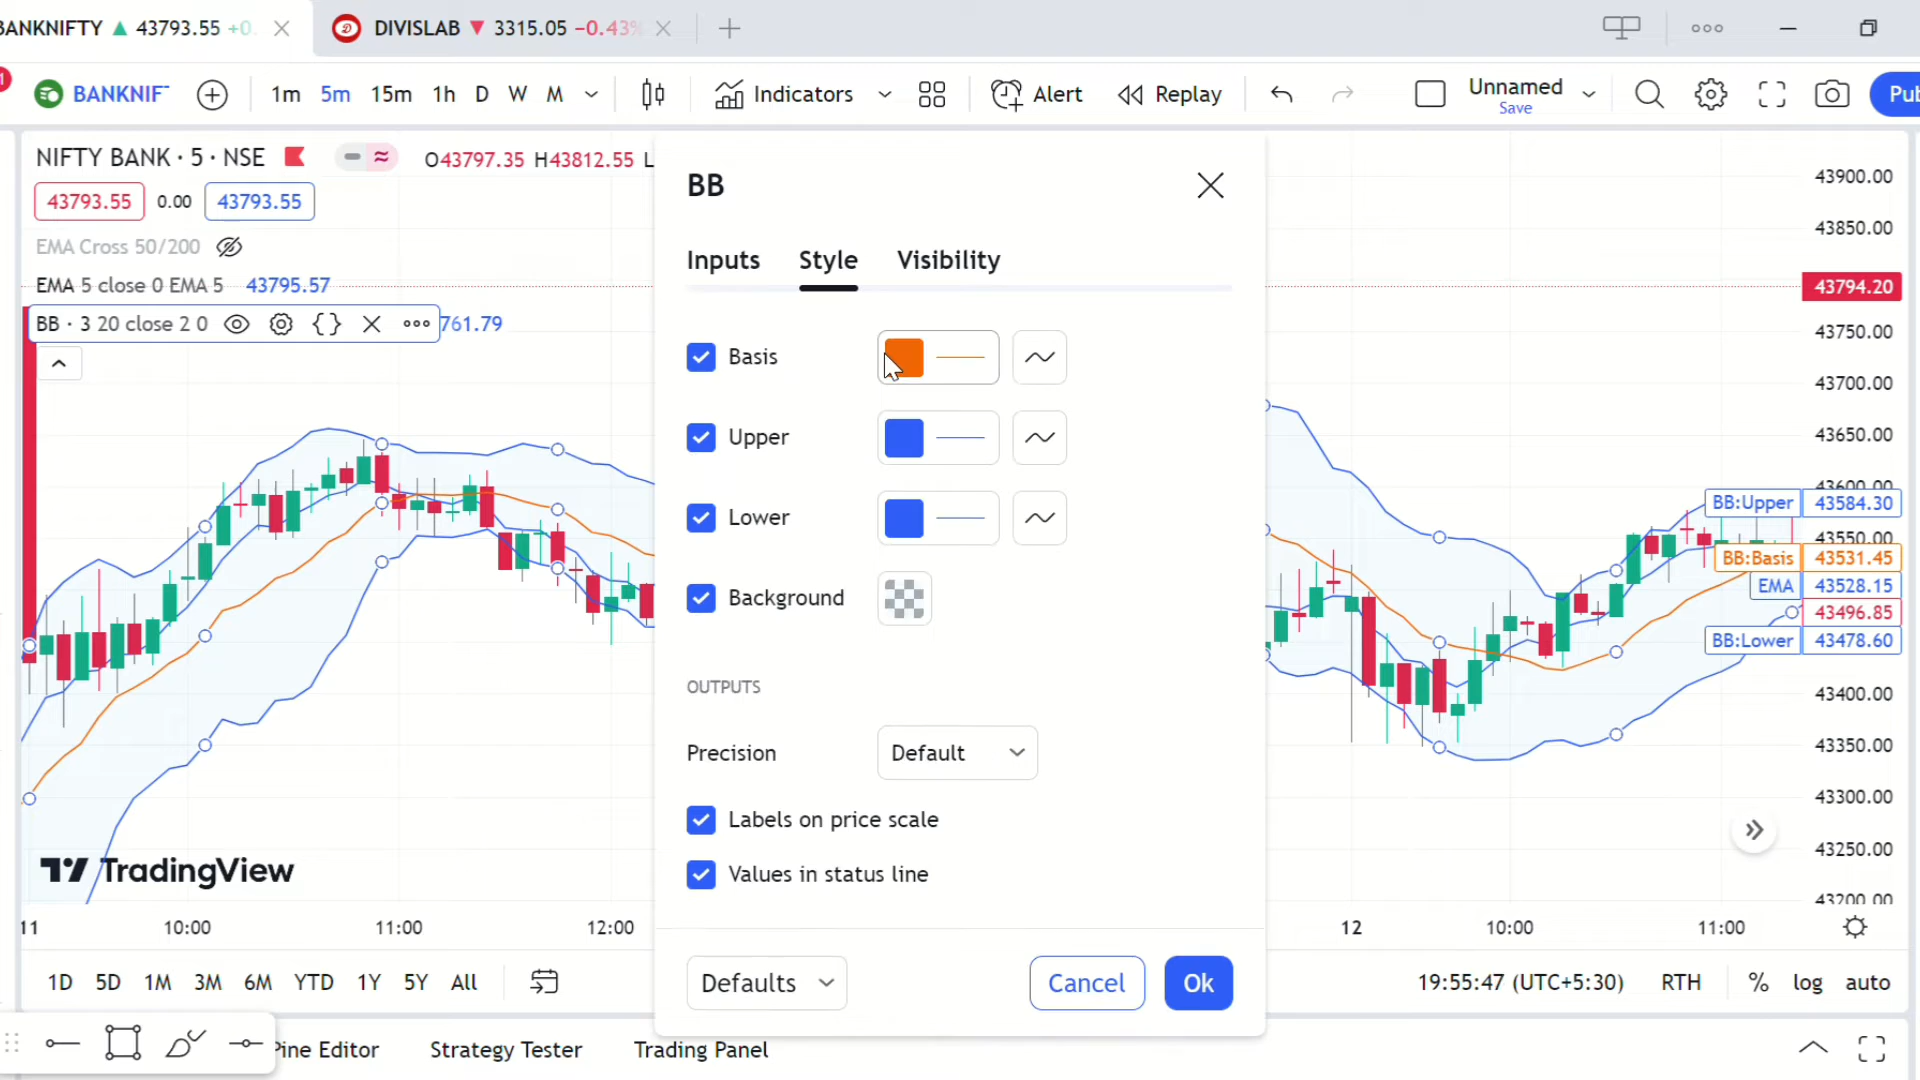 BANKNIFTY ▲ 43793.55 +0.
DIVISLAB ▼ 3315.05 −0.43%
1
BANKNIF
1m 5m 15m 1h D W M
Indicators
Alert
Replay
Unnamed
Save
Pub
NIFTY BANK · 5 · NSE
O43797.35 H43812.55 L
43793.55 0.00 43793.55
EMA Cross 50/200
EMA 5 close 0 EMA 5 43795.57
BB · 3 20 close 2 0 761.79
TradingView
BB
Inputs Style Visibility
Basis
Upper
Lower
Background
OUTPUTS
Precision Default
Labels on price scale
Values in status line
Defaults Cancel Ok
43900.00
43850.00
43794.20
43750.00
43700.00
43650.00
43600.00
BB:Upper 43584.30
43550.00
BB:Basis 43531.45
EMA 43528.15
43496.85
BB:Lower 43478.60
43400.00
43350.00
43300.00
43250.00
43200.00
11 10:00 11:00 12:00 12 10:00 11:00
1D 5D 1M 3M 6M YTD 1Y 5Y All
19:55:47 (UTC+5:30) RTH % log auto
Pine Editor Strategy Tester Trading Panel